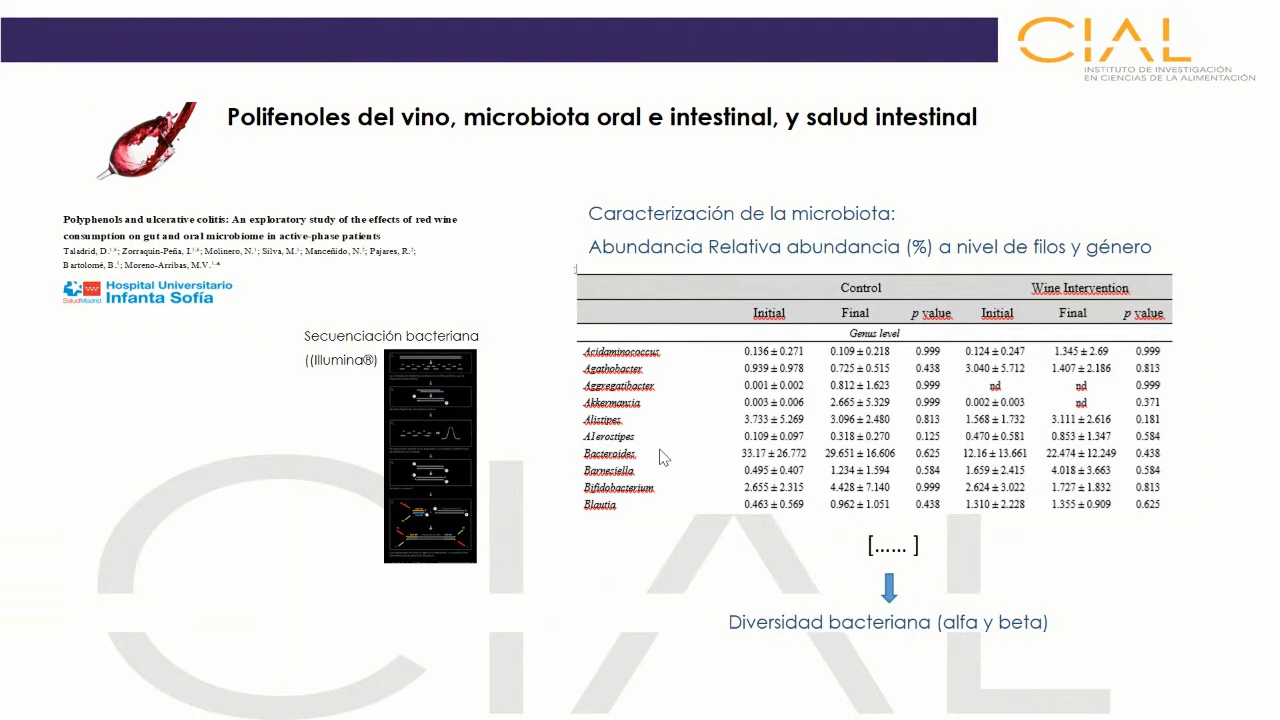 CIAL
INSTITUTO DE INVESTIGACIÓN
EN CIENCIAS DE LA ALIMENTACIÓN
Polifenoles del vino, microbiota oral e intestinal, y salud intestinal
Polyphenols and ulcerative colitis: An exploratory study of the effects of red wine
consumption on gut and oral microbiome in active-phase patients
Taladrid, D.¹·#; Zorraquín-Peña, I.¹·#; Molinero, N.¹; Silva, M.¹; Manceñido, N.²; Pajares, R.²;
Bartolomé, B.¹; Moreno-Arribas, M.V.¹·*
SaludMadrid
Hospital Universitario
Infanta Sofía
Secuenciación bacteriana
((Illumina®)
Caracterización de la microbiota:
Abundancia Relativa abundancia (%) a nivel de filos y género
Control Wine Intervention
Initial Final p value Initial Final p value
Genus level
Acidaminococcus 0.136 ± 0.271 0.109 ± 0.218 0.999 0.124 ± 0.247 1.345 ± 2.69 0.999
Agathobacter 0.939 ± 0.978 0.725 ± 0.513 0.438 3.040 ± 5.712 1.407 ± 2.186 0.813
Aggregatibacter 0.001 ± 0.002 0.812 ± 1.623 0.999 nd nd 0.999
Akkermansia 0.003 ± 0.006 2.665 ± 5.329 0.999 0.002 ± 0.003 nd 0.371
Alistipes 3.733 ± 5.269 3.096 ± 2.480 0.813 1.568 ± 1.732 3.111 ± 2.616 0.181
A1erostipes 0.109 ± 0.097 0.318 ± 0.270 0.125 0.470 ± 0.581 0.853 ± 1.347 0.584
Bacteroides 33.17 ± 26.772 29.651 ± 16.606 0.625 12.16 ± 13.661 22.474 ± 12.249 0.438
Barnesiella 0.495 ± 0.407 1.234 ± 1.594 0.584 1.659 ± 2.415 4.018 ± 3.663 0.584
Bifidobacterium 2.655 ± 2.315 4.428 ± 7.140 0.999 2.624 ± 3.022 1.727 ± 1.832 0.813
Blautia 0.463 ± 0.569 0.962 ± 1.051 0.438 1.310 ± 2.228 1.355 ± 0.909 0.625
[...... ]
Diversidad bacteriana (alfa y beta)
CIAL